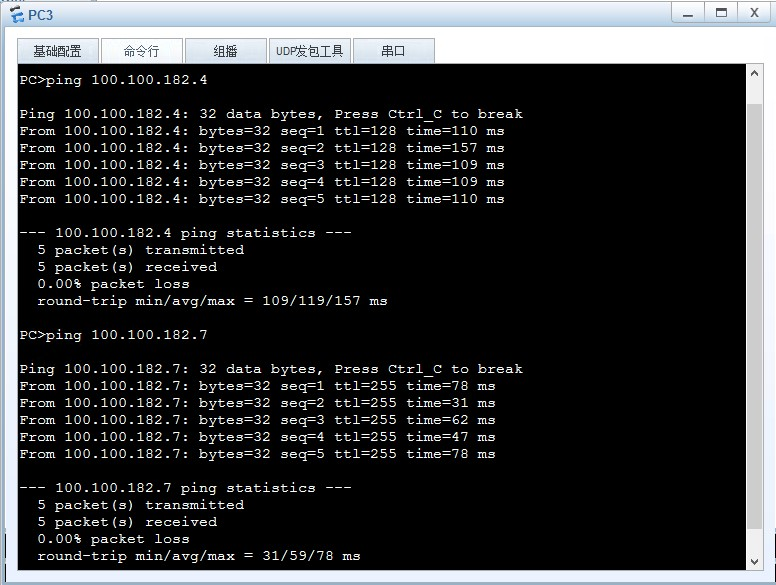 PC3
基础配置 命令行 组播 UDP发包工具 串口
PC>ping 100.100.182.4
Ping 100.100.182.4: 32 data bytes, Press Ctrl_C to break
From 100.100.182.4: bytes=32 seq=1 ttl=128 time=110 ms
From 100.100.182.4: bytes=32 seq=2 ttl=128 time=157 ms
From 100.100.182.4: bytes=32 seq=3 ttl=128 time=109 ms
From 100.100.182.4: bytes=32 seq=4 ttl=128 time=109 ms
From 100.100.182.4: bytes=32 seq=5 ttl=128 time=110 ms
--- 100.100.182.4 ping statistics ---
5 packet(s) transmitted
5 packet(s) received
0.00% packet loss
round-trip min/avg/max = 109/119/157 ms
PC>ping 100.100.182.7
Ping 100.100.182.7: 32 data bytes, Press Ctrl_C to break
From 100.100.182.7: bytes=32 seq=1 ttl=255 time=78 ms
From 100.100.182.7: bytes=32 seq=2 ttl=255 time=31 ms
From 100.100.182.7: bytes=32 seq=3 ttl=255 time=62 ms
From 100.100.182.7: bytes=32 seq=4 ttl=255 time=47 ms
From 100.100.182.7: bytes=32 seq=5 ttl=255 time=78 ms
--- 100.100.182.7 ping statistics ---
5 packet(s) transmitted
5 packet(s) received
0.00% packet loss
round-trip min/avg/max = 31/59/78 ms